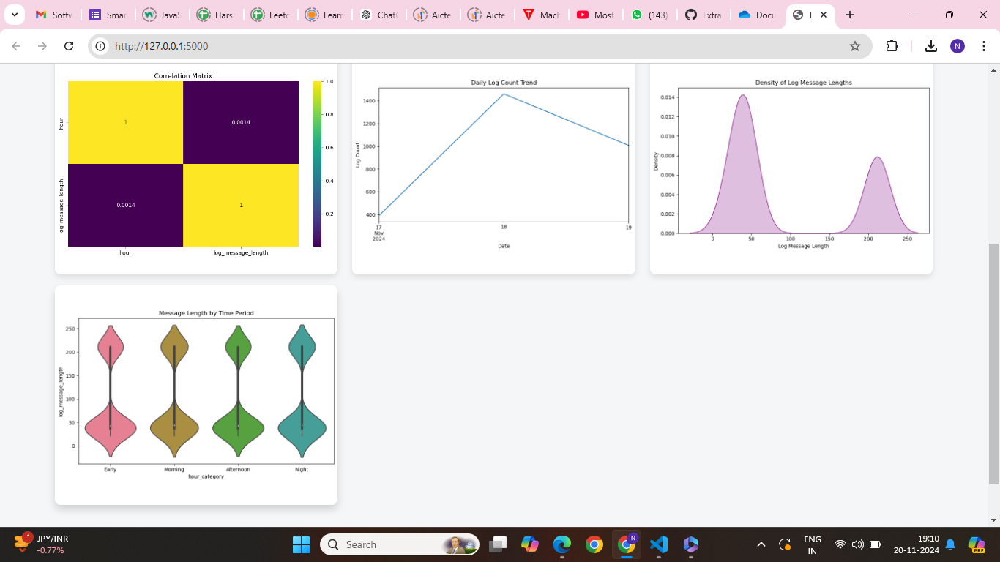 Softw
Smar
JavaS
Harsh
Leetc
Learn
Chat
Aicte
Aicte
Mach
Most
(143)
Extra
Docu
http://127.0.0.1:5000
N
Correlation Matrix
hour
log_message_length
1
0.0014
0.0014
1
hour
log_message_length
1.0
0.8
0.6
0.4
0.2
Daily Log Count Trend
Log Count
1400
1200
1000
800
600
400
17
Nov
2024
18
19
Date
Density of Log Message Lengths
Density
0.014
0.012
0.010
0.008
0.006
0.004
0.002
0.000
0
50
100
150
200
250
Log Message Length
Message Length by Time Period
log_message_length
250
200
150
100
50
0
Early
Morning
Afternoon
Night
hour_category
1
JPY/INR
-0.77%
Search
N
PRE
ENG
IN
19:10
20-11-2024